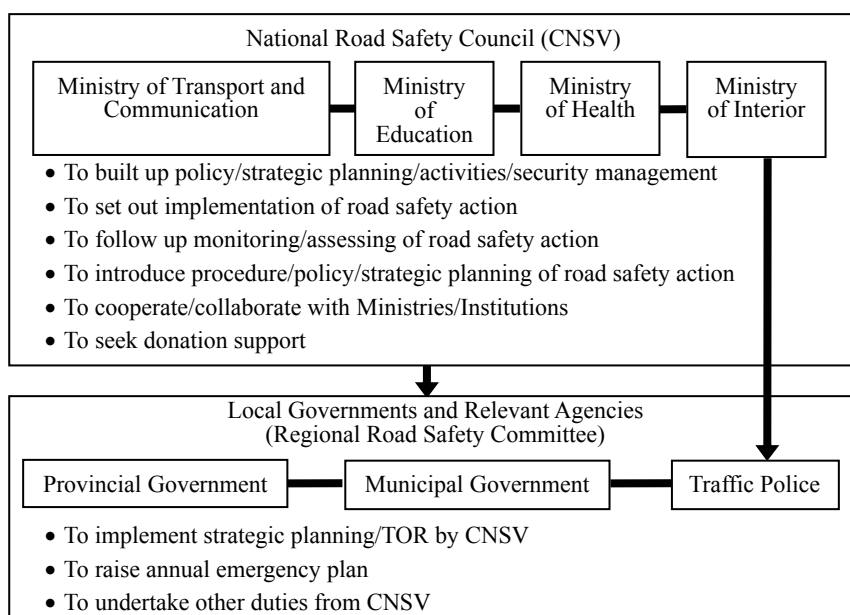 National Road Safety Council (CNSV)
Ministry of Transport and
Communication
Ministry
of
Education
Ministry
of Health
Ministry
of Interior
• To built up policy/strategic planning/activities/security management
• To set out implementation of road safety action
• To follow up monitoring/assessing of road safety action
• To introduce procedure/policy/strategic planning of road safety action
• To cooperate/collaborate with Ministries/Institutions
• To seek donation support
Local Governments and Relevant Agencies
(Regional Road Safety Committee)
Provincial Government
Municipal Government
Traffic Police
• To implement strategic planning/TOR by CNSV
• To raise annual emergency plan
• To undertake other duties from CNSV